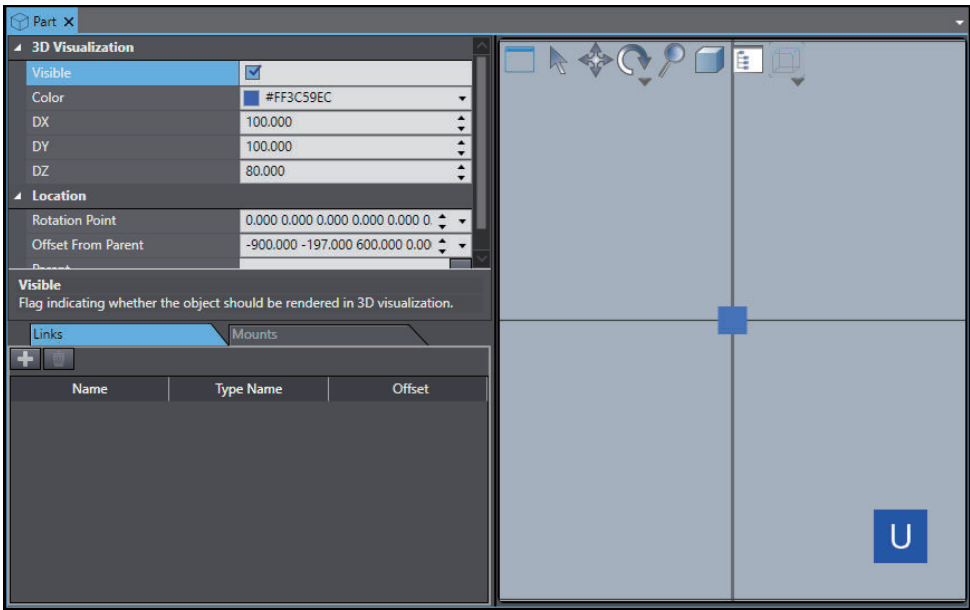 Part
3D Visualization
Visible
Color #FF3C59EC
DX 100.000
DY 100.000
DZ 80.000
Location
Rotation Point 0.000 0.000 0.000 0.000 0.000 0.
Offset From Parent -900.000 -197.000 600.000 0.00
Parent
Visible
Flag indicating whether the object should be rendered in 3D visualization.
Links Mounts
Name Type Name Offset
U